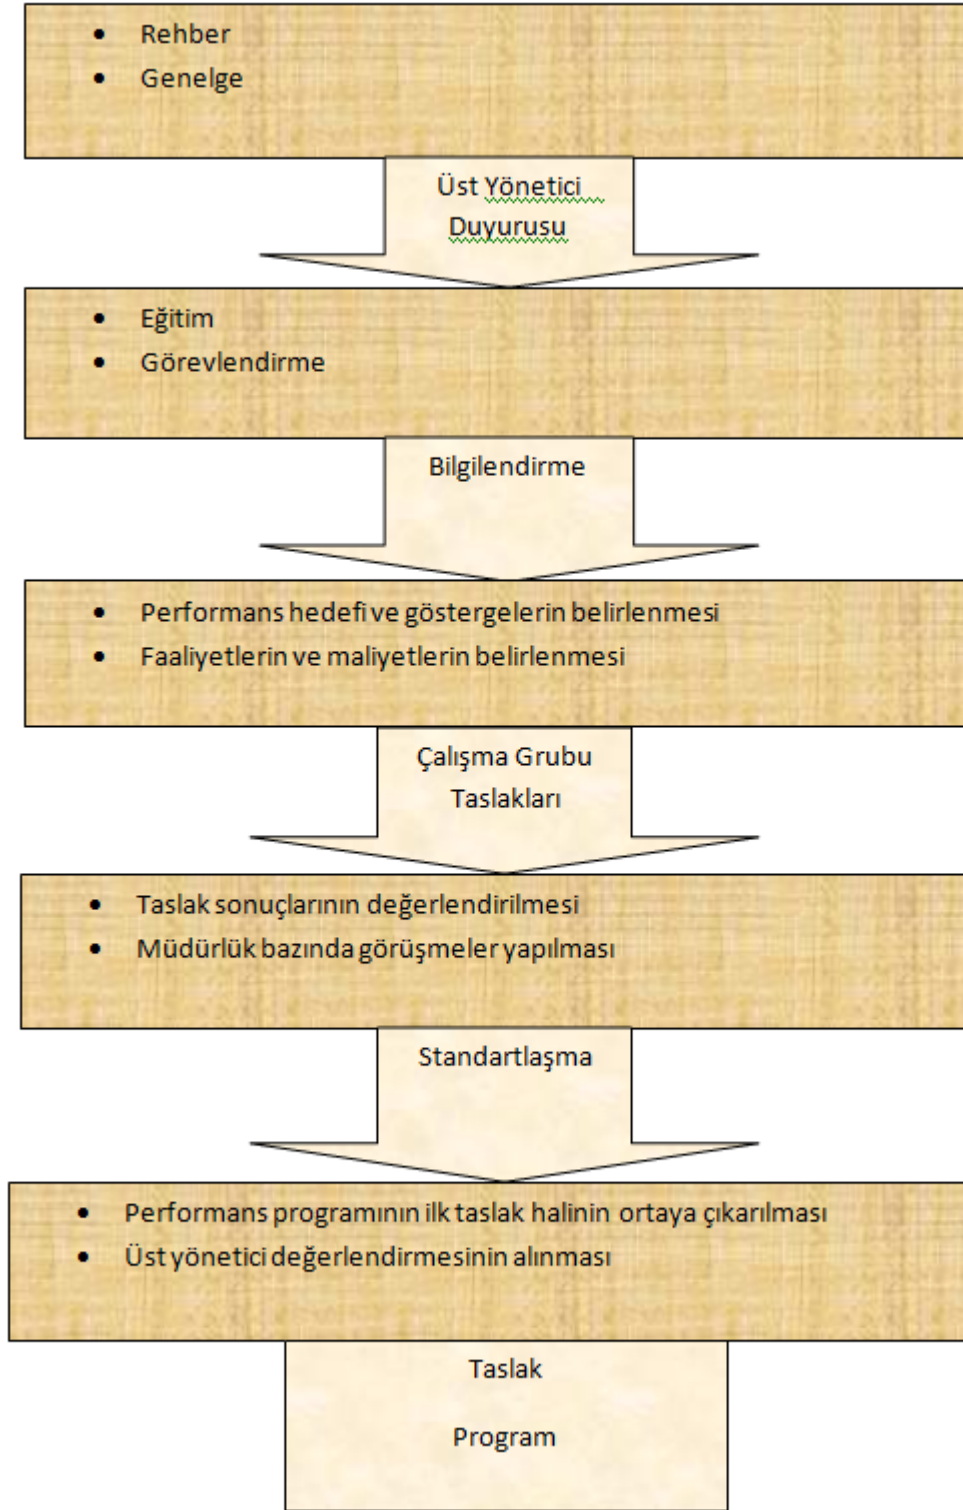 • Rehber
• Genelge
Üst Yönetici
Duyurusu
• Eğitim
• Görevlendirme
Bilgilendirme
• Performans hedefi ve göstergelerin belirlenmesi
• Faaliyetlerin ve maliyetlerin belirlenmesi
Çalışma Grubu
Taslakları
• Taslak sonuçlarının değerlendirilmesi
• Müdürlük bazında görüşmeler yapılması
Standartlaşma
• Performans programının ilk taslak halinin ortaya çıkarılması
• Üst yönetici değerlendirmesinin alınması
Taslak
Program